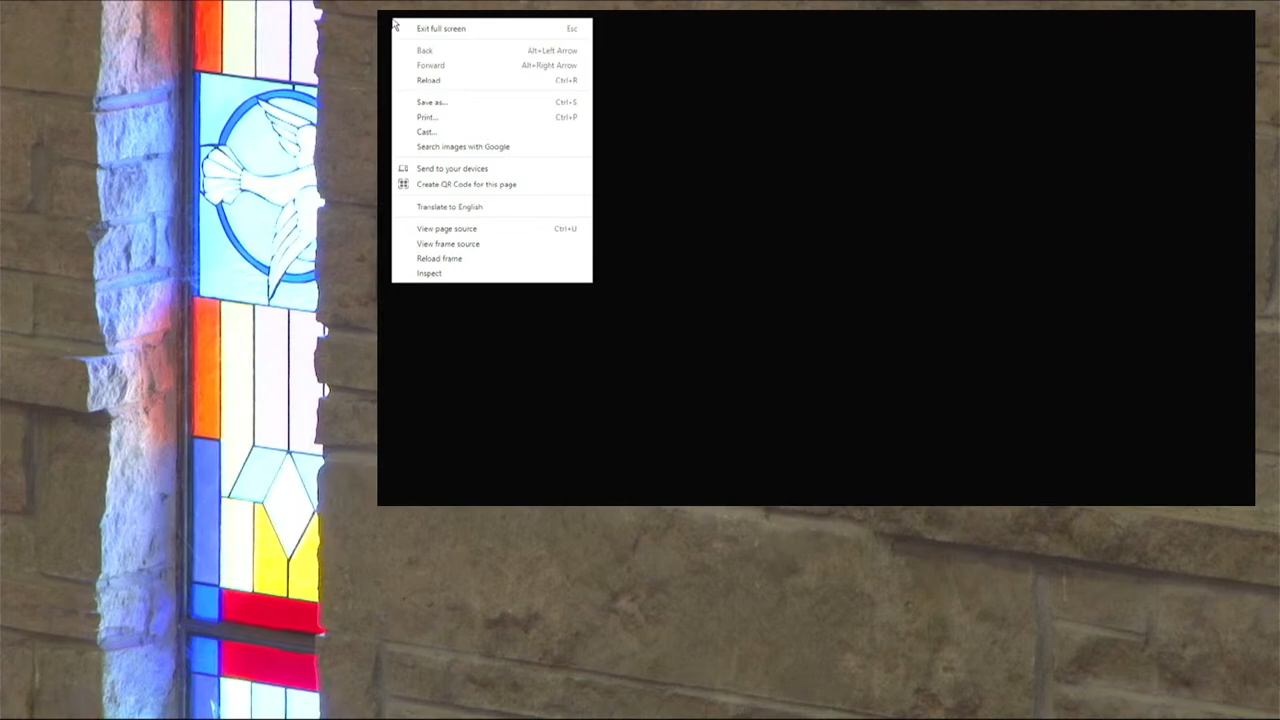 Exit full screen Esc
Back Alt+Left Arrow
Forward Alt+Right Arrow
Reload Ctrl+R
Save as... Ctrl+S
Print... Ctrl+P
Cast...
Search images with Google
Send to your devices
Create QR Code for this page
Translate to English
View page source Ctrl+U
View frame source
Reload frame
Inspect